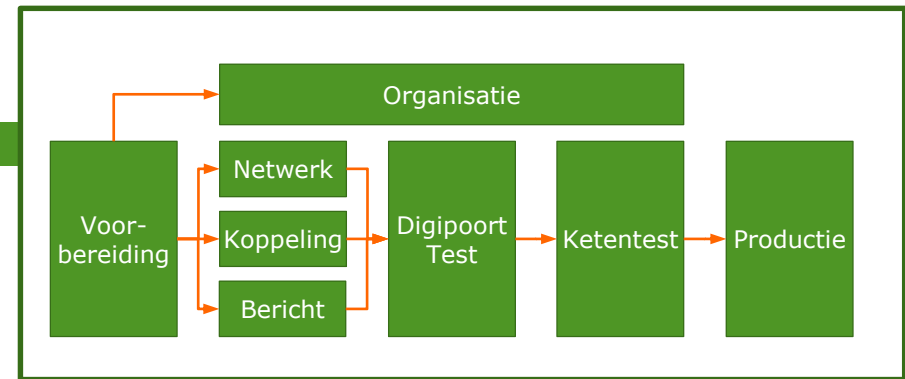 Organisatie
Voor-
bereiding
Netwerk
Koppeling
Bericht
Digipoort
Test
Ketentest
Productie